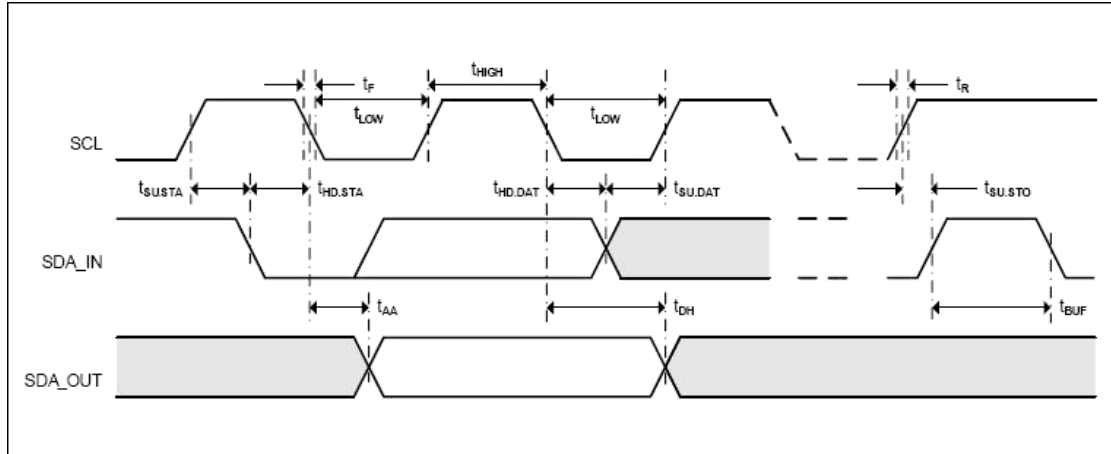 tF
tHIGH
tR
tLOW
tLOW
SCL
tSU.STA
tHD.STA
tHD.DAT
tSU.DAT
tSU.STO
SDA_IN
tAA
tDH
tBUF
SDA_OUT